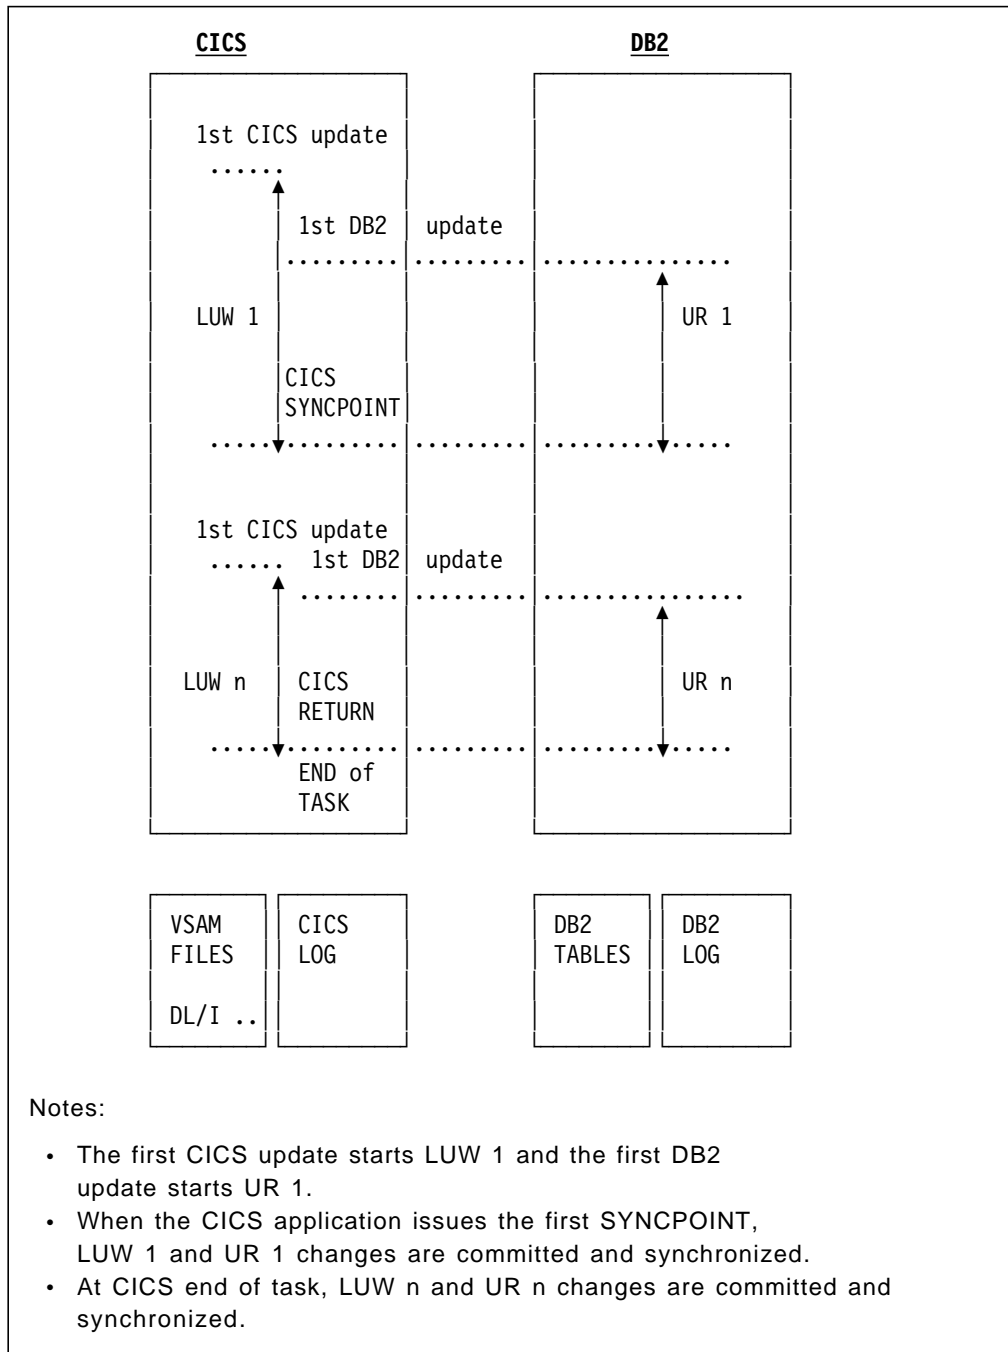 CICS DB2
1st CICS update
......
1st DB2 update
......... ......... ...............
LUW 1 UR 1
CICS
SYNCPOINT
..... ......... ......... ......... .....
1st CICS update
...... 1st DB2 update
........ ......... ................
LUW n CICS UR n
RETURN
..... ......... ......... ......... .....
END of
TASK
VSAM CICS DB2 DB2
FILES LOG TABLES LOG
DL/I ..
Notes:
• The first CICS update starts LUW 1 and the first DB2
update starts UR 1.
• When the CICS application issues the first SYNCPOINT,
LUW 1 and UR 1 changes are committed and synchronized.
• At CICS end of task, LUW n and UR n changes are committed and
synchronized.